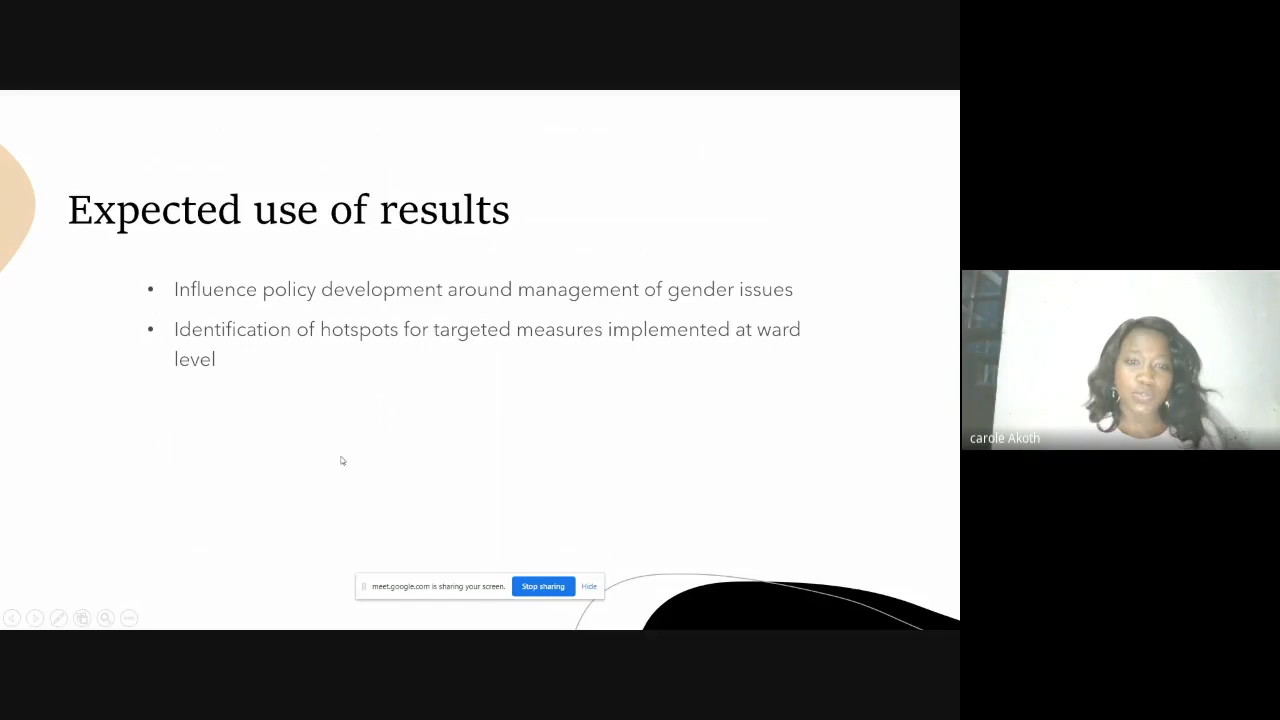 Expected use of results
• Influence policy development around management of gender issues
• Identification of hotspots for targeted measures implemented at ward
level
carole Akoth
meet.google.com is sharing your screen.
Stop sharing
Hide